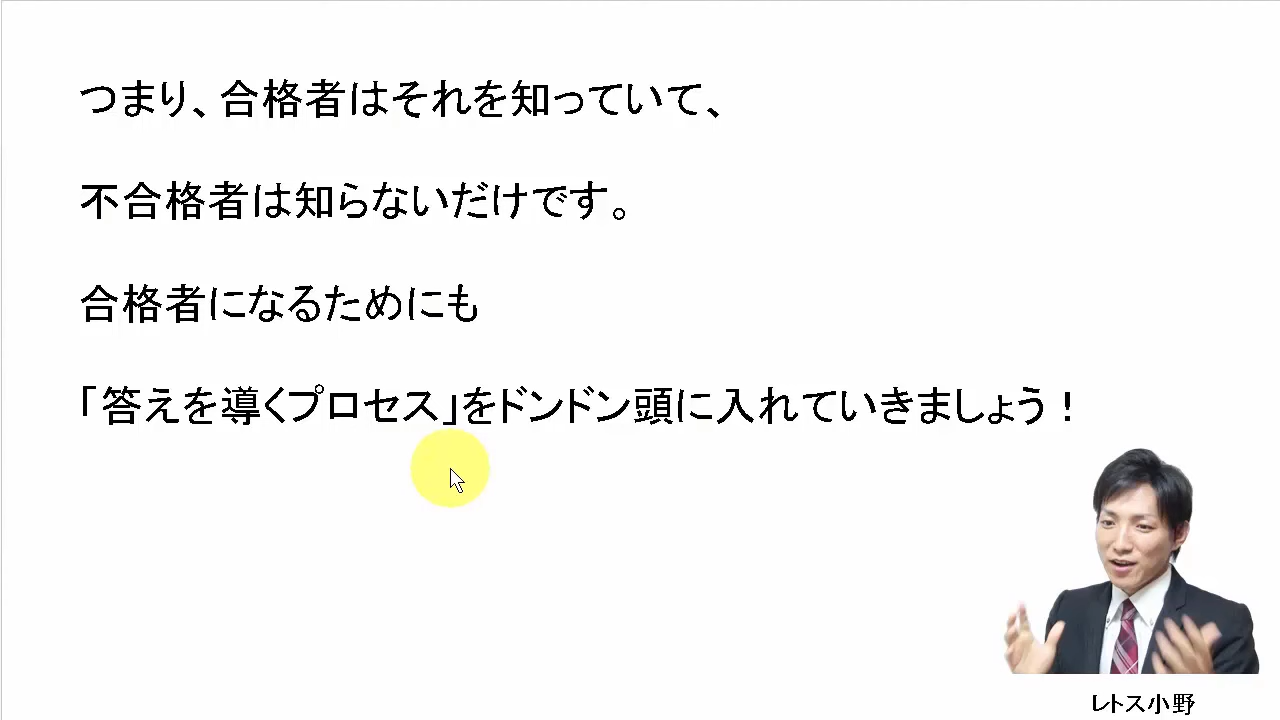 つまり、合格者はそれを知っていて、
不合格者は知らないだけです。
合格者になるためにも
「答えを導くプロセス」をドンドン頭に入れていきましょう！
レトス小野